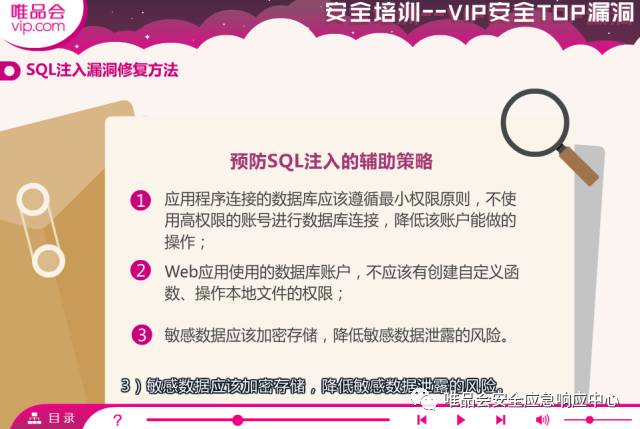 唯品会
vip.com
安全培训--VIP安全TOP漏洞
SQL注入漏洞修复方法
预防SQL注入的辅助策略
1 应用程序连接的数据库应该遵循最小权限原则，不使
用高权限的账号进行数据库连接，降低该账户能做的
操作；
2 Web应用使用的数据库账户，不应该有创建自定义函
数、操作本地文件的权限；
3 敏感数据应该加密存储，降低敏感数据泄露的风险。
3）敏感数据应该加密存储，降低敏感数据泄露的风险。
唯品会安全应急响应中心
目录 ?